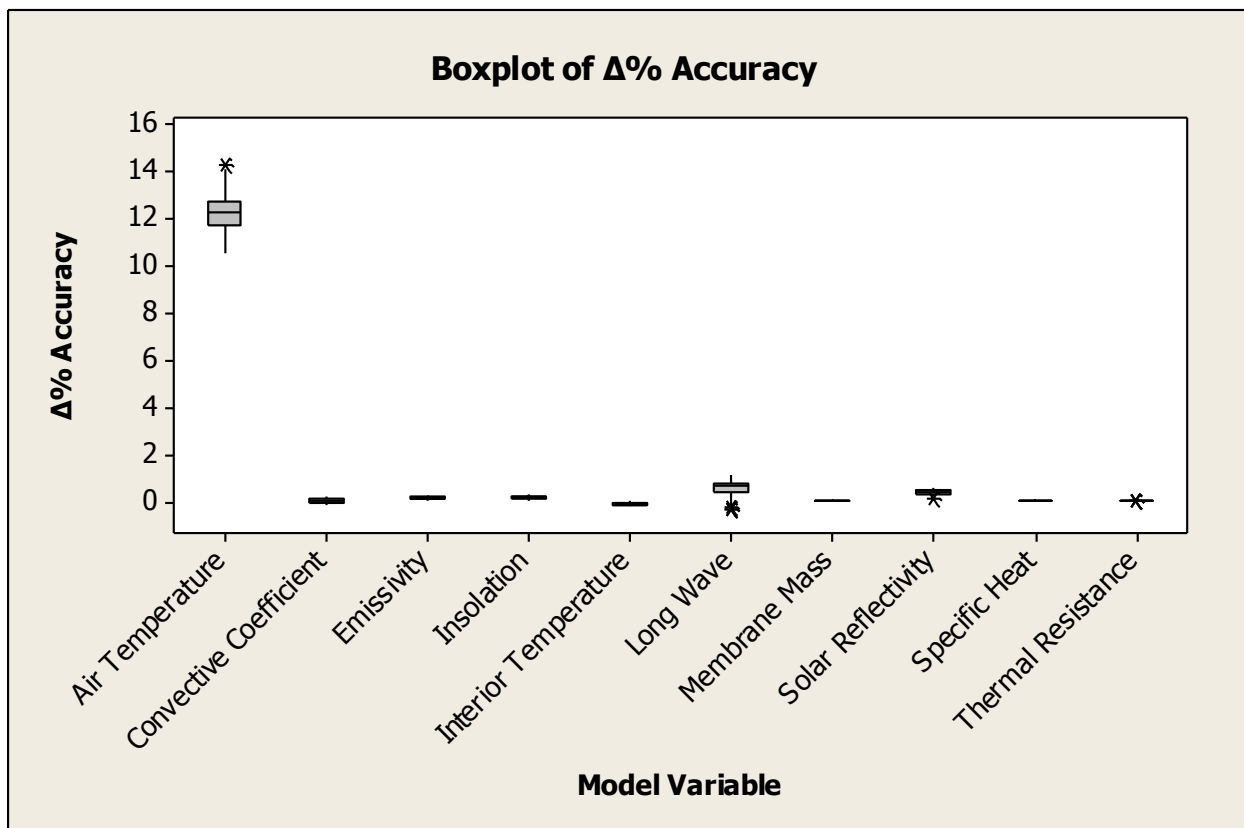 Boxplot of Δ% Accuracy
16
14
12
10
8
6
4
2
0
Δ% Accuracy
Air Temperature
Convective Coefficient
Emissivity
Insolation
Interior Temperature
Long Wave
Membrane Mass
Solar Reflectivity
Specific Heat
Thermal Resistance
Model Variable